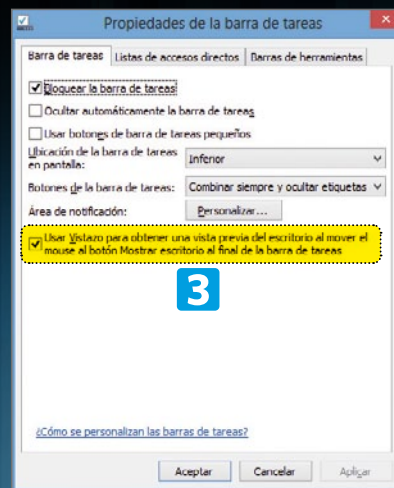 Propiedades de la barra de tareas
Barra de tareas Listas de accesos directos Barras de herramientas
Bloquear la barra de tareas
Ocultar automáticamente la barra de tareas
Usar botones de barra de tareas pequeños
Ubicación de la barra de tareas
en pantalla:
Inferior
Botones de la barra de tareas: Combinar siempre y ocultar etiquetas
Área de notificación: Personalizar...
Usar Vistazo para obtener una vista previa del escritorio al mover el
mouse al botón Mostrar escritorio al final de la barra de tareas
3
¿Cómo se personalizan las barras de tareas?
Aceptar Cancelar Aplicar